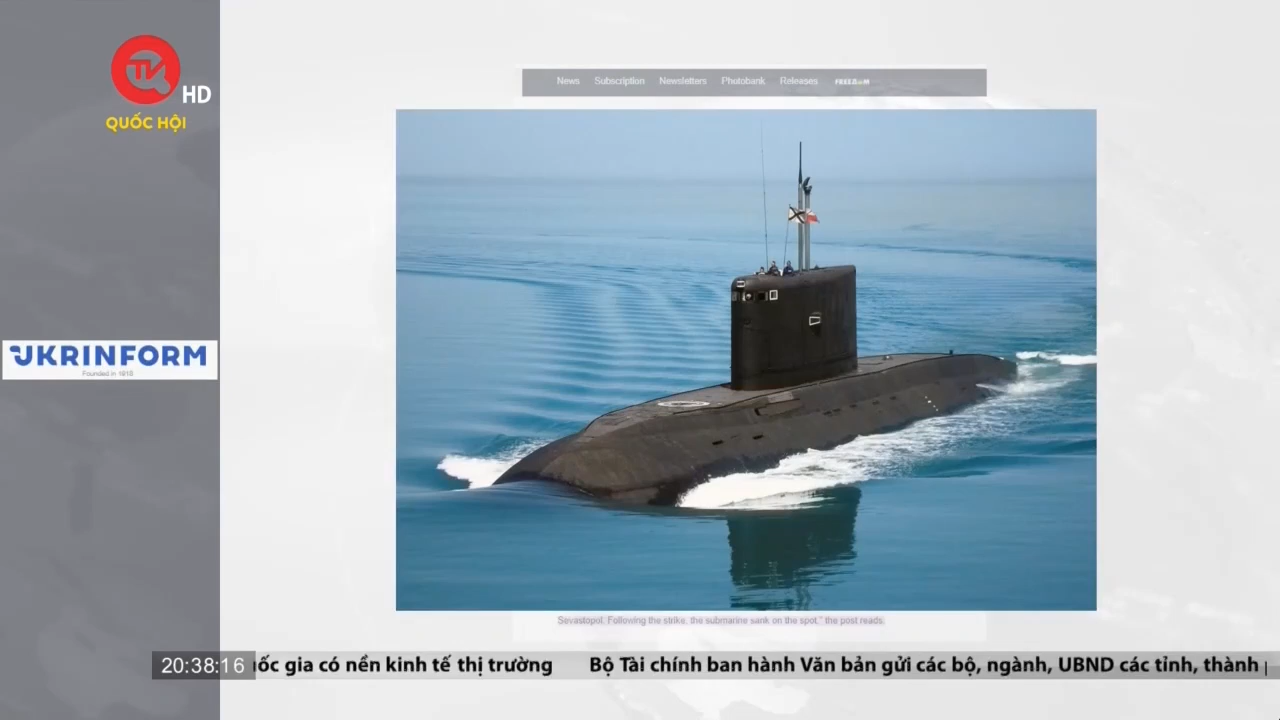 TV
HD
QUỐC HỘI
News Subscription Newsletters Photobank Releases FREEDOM
UKRINFORM
Founded in 1918
Sevastopol. Following the strike, the submarine sank on the spot," the post reads.
20:38:16
gia có nền kinh tế thị trường Bộ Tài chính ban hành Văn bản gửi các bộ, ngành, UBND các tỉnh, thành